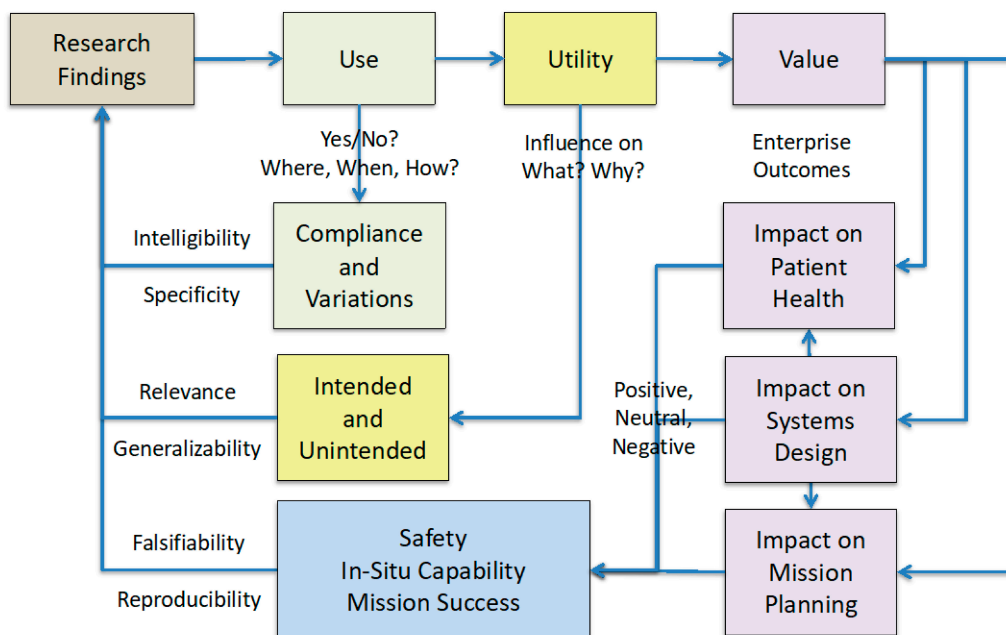 Research
Findings
Use
Utility
Value
Yes/No?
Where, When, How?
Influence on
What? Why?
Enterprise
Outcomes
Intelligibility
Specificity
Compliance
and
Variations
Impact on
Patient
Health
Relevance
Generalizability
Intended
and
Unintended
Positive,
Neutral,
Negative
Impact on
Systems
Design
Falsifiability
Reproducibility
Safety
In-Situ Capability
Mission Success
Impact on
Mission
Planning